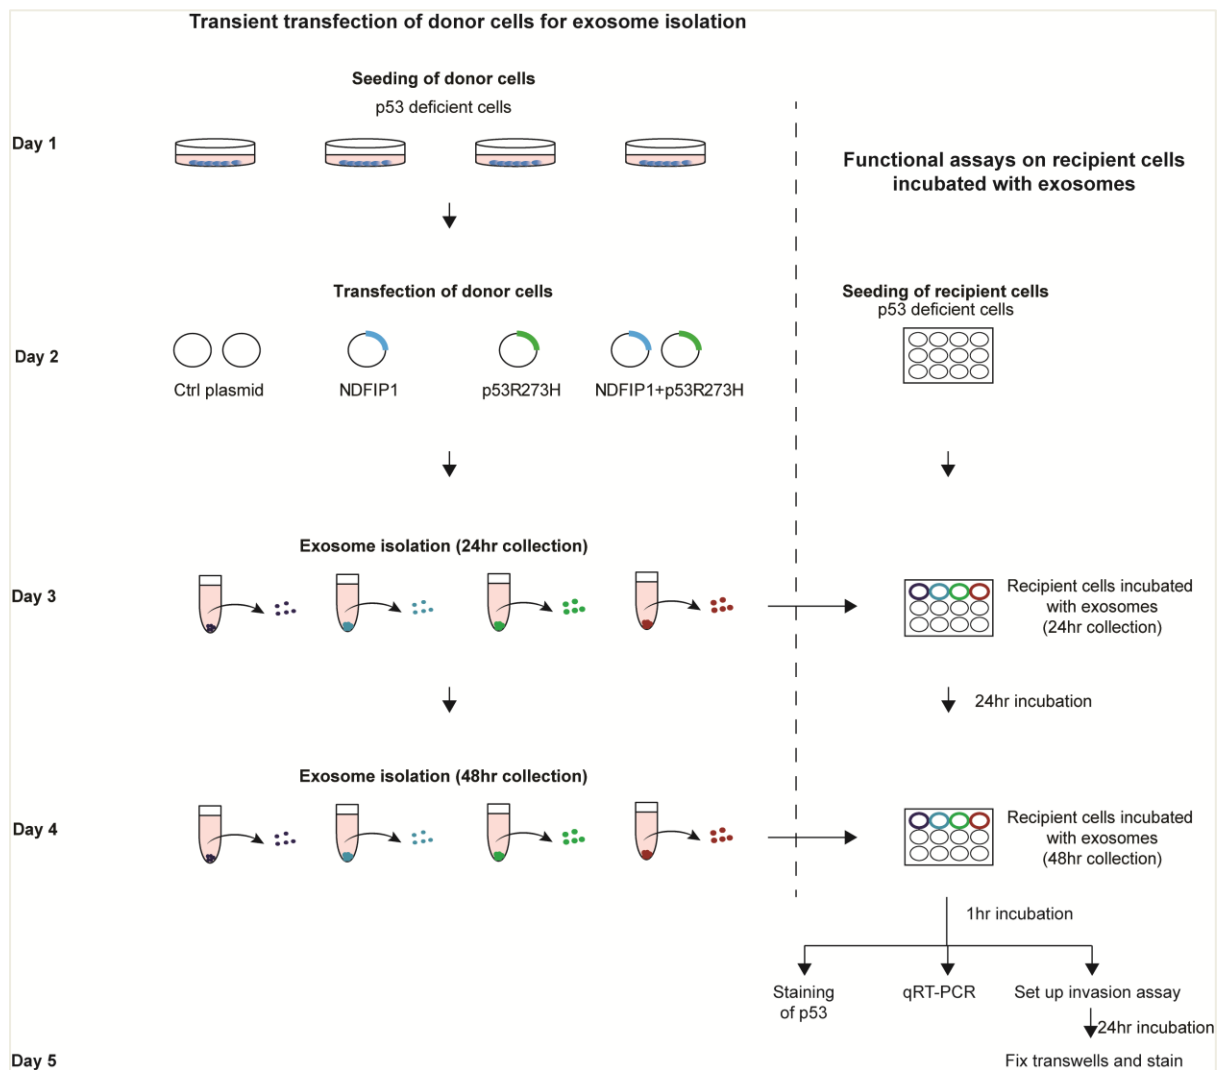 Transient transfection of donor cells for exosome isolation
Seeding of donor cells
p53 deficient cells
Day 1
Functional assays on recipient cells
incubated with exosomes
Transfection of donor cells
Seeding of recipient cells
p53 deficient cells
Day 2
Ctrl plasmid
NDFIP1
p53R273H
NDFIP1+p53R273H
Exosome isolation (24hr collection)
Day 3
Recipient cells incubated
with exosomes
(24hr collection)
24hr incubation
Exosome isolation (48hr collection)
Day 4
Recipient cells incubated
with exosomes
(48hr collection)
1hr incubation
Staining
of p53
qRT-PCR
Set up invasion assay
24hr incubation
Day 5
Fix transwells and stain